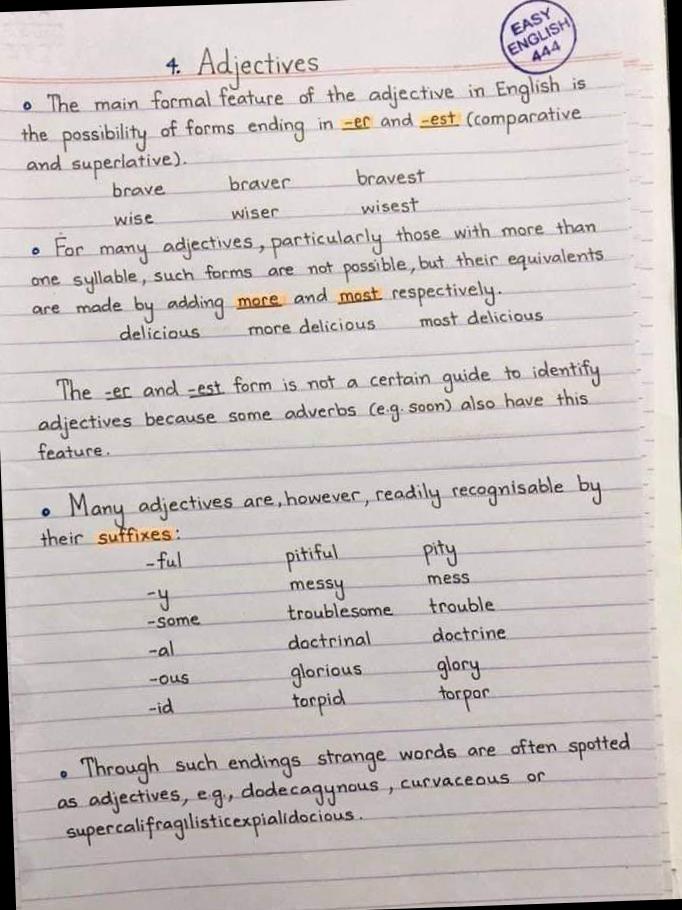 EASY
ENGLISH
444
4. Adjectives
The main formal feature of the adjective in English is
the possibility of forms ending in -er and -est (comparative
and superlative).
brave braver bravest
wise wiser wisest
For many adjectives, particularly those with more than
one syllable, such forms are not possible, but their equivalents
are made by adding more and most respectively.
delicious more delicious most delicious
The -er and -est form is not a certain guide to identify
adjectives because some adverbs (e.g. soon) also have this
feature.
Many adjectives are, however, readily recognisable by
their suffixes:
-ful pitiful pity
-y messy mess
-some troublesome trouble
-al doctrinal doctrine
-ous glorious glory
-id torpid torpor
Through such endings strange words are often spotted
as adjectives, e.g., dodecagynous, curvaceous or
supercalifragilisticexpialidocious.